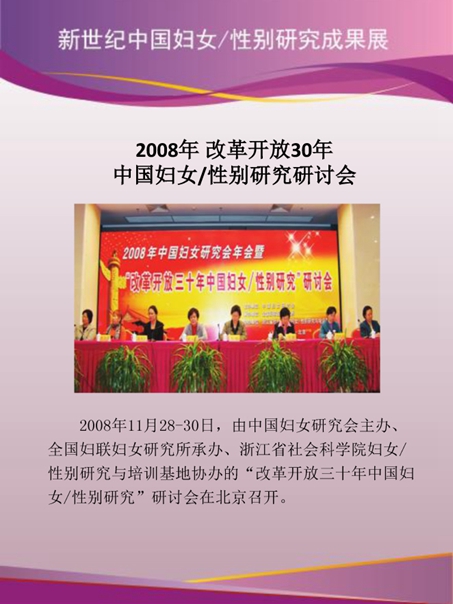 新世纪中国妇女/性别研究成果展
2008年 改革开放30年
中国妇女/性别研究研讨会
2008年中国妇女研究会年会暨
“改革开放三十年中国妇女/性别研究”研讨会
2008年11月28-30日，由中国妇女研究会主办、
全国妇联妇女研究所承办、浙江省社会科学院妇女/
性别研究与培训基地协办的“改革开放三十年中国妇
女/性别研究”研讨会在北京召开。